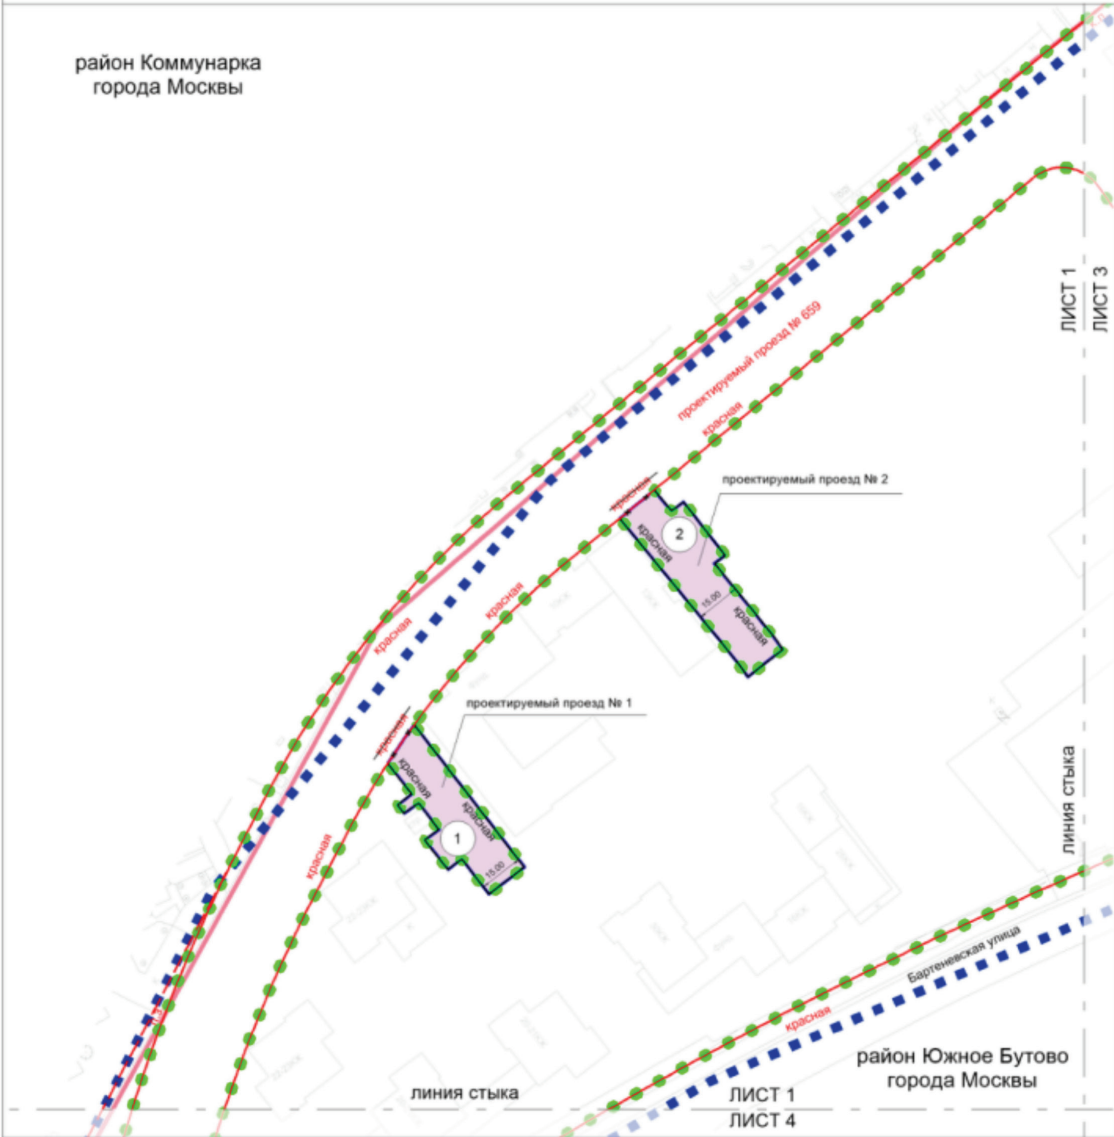 район Коммунарка
города Москвы
ЛИСТ 1
ЛИСТ 3
проектируемый проезд № 659
красная
красная
проектируемый проезд № 2
2
красная
15.00
красная
красная
красная
проектируемый проезд № 1
красная
красная
красная
1
15.00
красная
линия стыка
Бартеневская улица
красная
район Южное Бутово
города Москвы
линия стыка
ЛИСТ 1
ЛИСТ 4